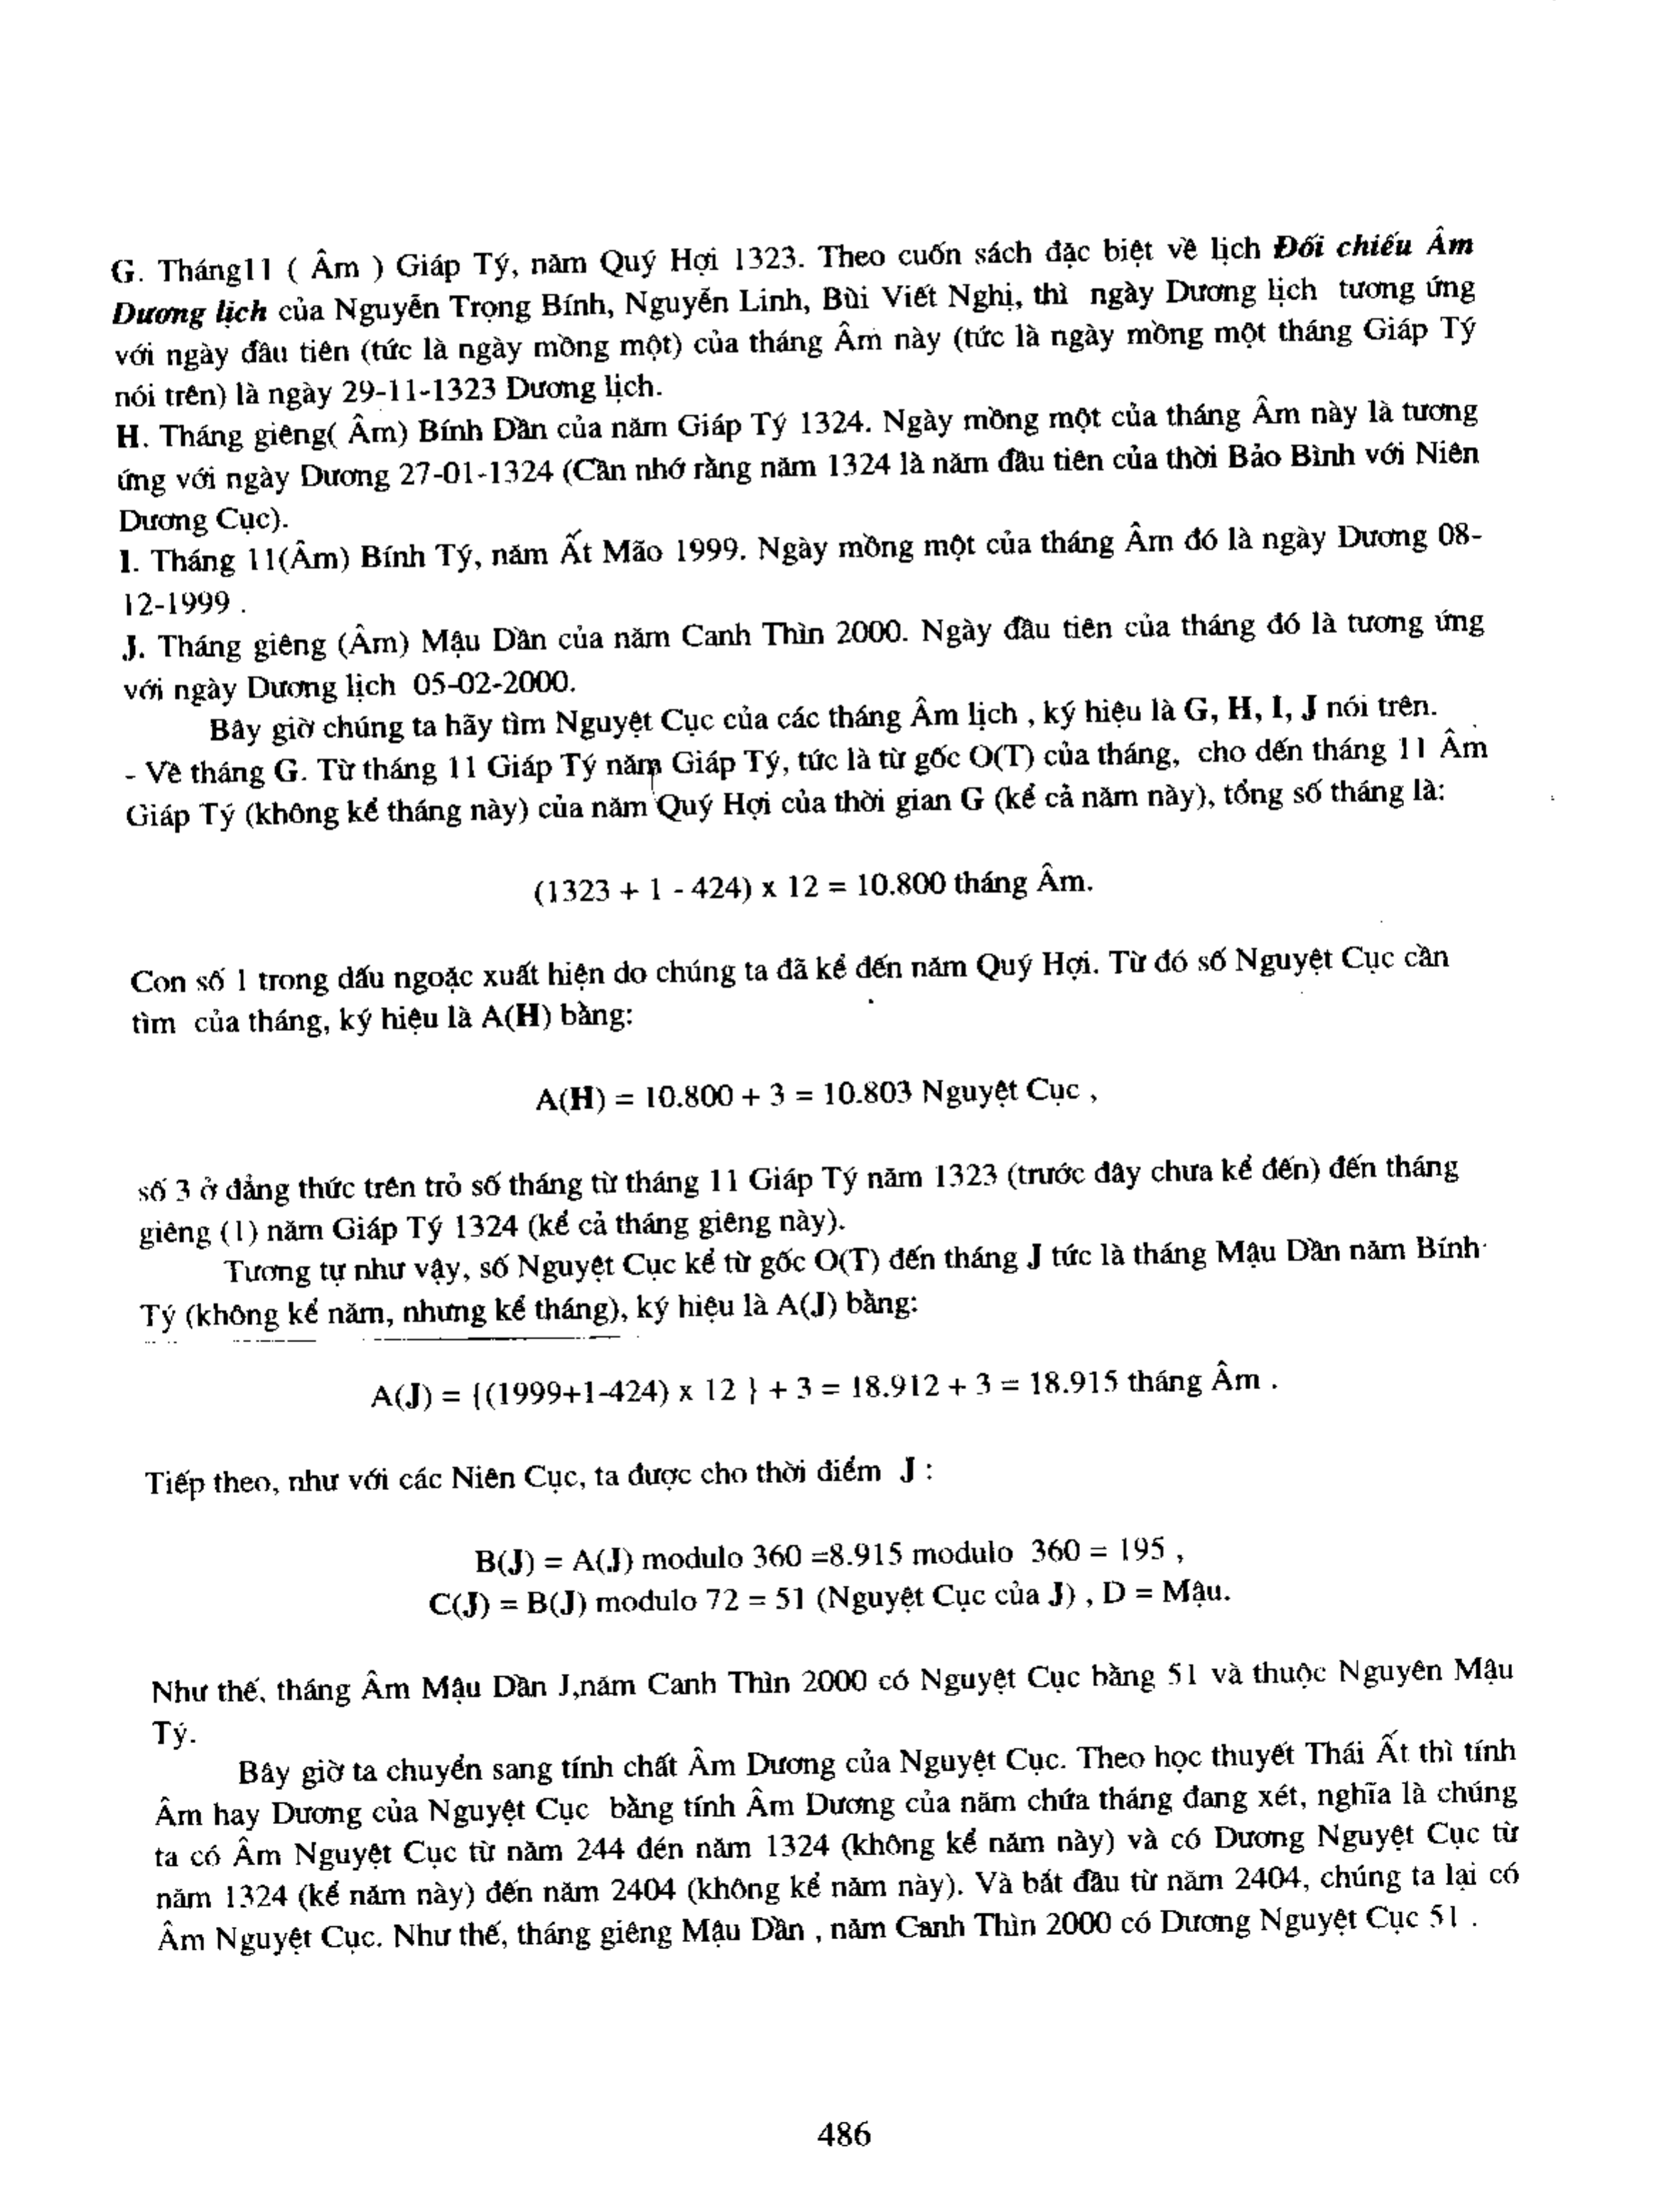 G. Tháng11 ( Âm ) Giáp Tý, năm Quý Hợi 1323. Theo cuốn sách đặc biệt về lịch Đối chiếu Âm
Dương lịch của Nguyễn Trọng Bính, Nguyễn Linh, Bùi Viết Nghị, thì ngày Dương lịch tương ứng
với ngày đầu tiên (tức là ngày mồng một) của tháng Âm này (tức là ngày mồng một tháng Giáp Tý
nói trên) là ngày 29-11-1323 Dương lịch.
H. Tháng giêng( Âm) Bính Dần của năm Giáp Tý 1324. Ngày mồng một của tháng Âm này là tương
ứng với ngày Dương 27-01-1324 (Cần nhớ rằng năm 1324 là năm đầu tiên của thời Bảo Bình với Niên
Dương Cục).
I. Tháng 11(Âm) Bính Tý, năm Ất Mão 1999. Ngày mồng một của tháng Âm đó là ngày Dương 08-
12-1999 .
J. Tháng giêng (Âm) Mậu Dần của năm Canh Thìn 2000. Ngày đầu tiên của tháng đó là tương ứng
với ngày Dương lịch 05-02-2000.
Bây giờ chúng ta hãy tìm Nguyệt Cục của các tháng Âm lịch , ký hiệu là G, H, I, J nói trên.
- Về tháng G. Từ tháng 11 Giáp Tý năm Giáp Tý, tức là từ gốc O(T) của tháng, cho dến tháng 11 Âm
Giáp Tý (không kể tháng này) của năm Quý Hợi của thời gian G (kể cả năm này), tổng số tháng là:
(1323 + 1 - 424) x 12 = 10.800 tháng Âm.
Con số 1 trong dấu ngoặc xuất hiện do chúng ta đã kể đến năm Quý Hợi. Từ đó số Nguyệt Cục cần
tìm của tháng, ký hiệu là A(H) bằng:
A(H) = 10.800 + 3 = 10.803 Nguyệt Cục ,
số 3 ở đẳng thức trên trỏ số tháng từ tháng 11 Giáp Tý năm 1323 (trước đây chưa kể đến) đến tháng
giêng (1) năm Giáp Tý 1324 (kể cả tháng giêng này).
Tương tự như vậy, số Nguyệt Cục kể từ gốc O(T) đến tháng J tức là tháng Mậu Dần năm Bính
Tý (không kể năm, nhưng kể tháng), ký hiệu là A(J) bằng:
A(J) = {(1999+1-424) x 12 } + 3 = 18.912 + 3 = 18.915 tháng Âm .
Tiếp theo, như với các Niên Cục, ta được cho thời điểm J :
B(J) = A(J) modulo 360 =8.915 modulo 360 = 195 ,
C(J) = B(J) modulo 72 = 51 (Nguyệt Cục của J) , D = Mậu.
Như thế, tháng Âm Mậu Dần J,năm Canh Thìn 2000 có Nguyệt Cục bằng 51 và thuộc Nguyên Mậu
Tý.
Bây giờ ta chuyển sang tính chất Âm Dương của Nguyệt Cục. Theo học thuyết Thái Ất thì tính
Âm hay Dương của Nguyệt Cục bằng tính Âm Dương của năm chứa tháng đang xét, nghĩa là chúng
ta có Âm Nguyệt Cục từ năm 244 dén năm 1324 (không kể năm này) và có Dương Nguyệt Cục từ
năm 1324 (kể năm này) đến năm 2404 (không kể năm này). Và bắt đầu từ năm 2404, chúng ta lại có
Âm Nguyệt Cục. Như thế, tháng giêng Mậu Dần , năm Canh Thìn 2000 có Dương Nguyệt Cục 51 .
486